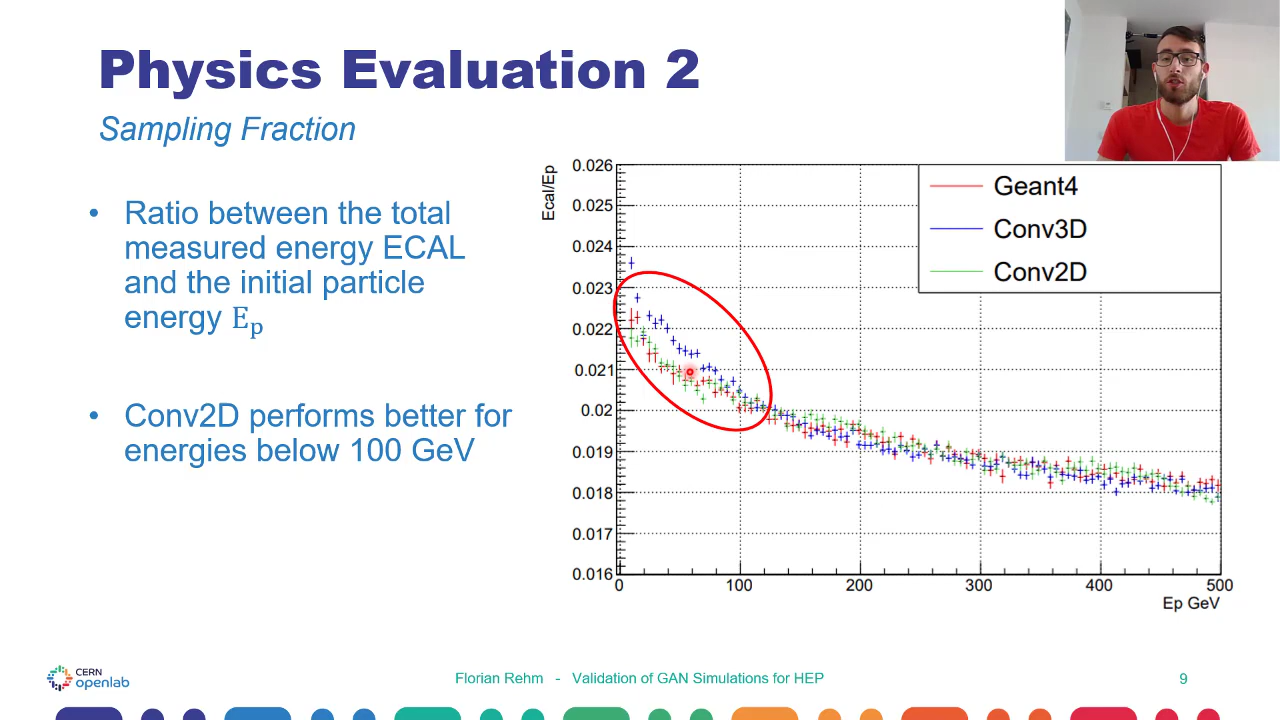 Physics Evaluation 2
Sampling Fraction
• Ratio between the total
measured energy ECAL
and the initial particle
energy Eₚ
• Conv2D performs better for
energies below 100 GeV
Ecal/Ep
0.026
0.025
0.024
0.023
0.022
0.021
0.02
0.019
0.018
0.017
0.016
Geant4
Conv3D
Conv2D
0
100
200
300
400
500
Ep GeV
CERN
openlab
Florian Rehm - Validation of GAN Simulations for HEP
9